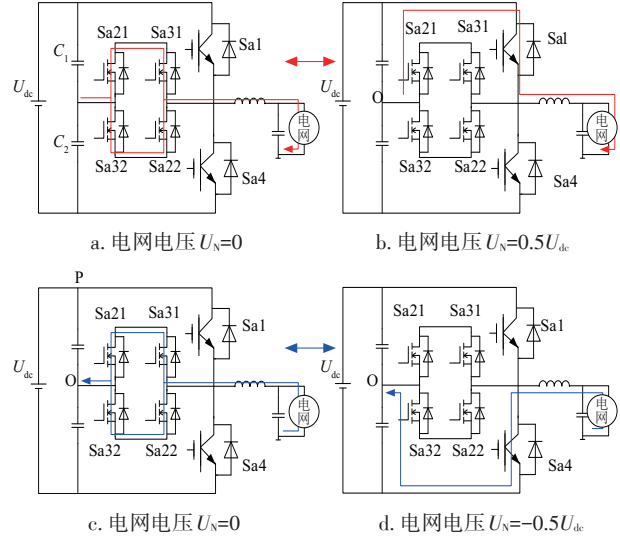 Sa21 Sa31
Sa1
C1
Udc
C2
电网
Sa32 Sa22
Sa4
a. 电网电压 UN=0
Sa21 Sa31
Sal
Udc
O
电网
Sa32 Sa22
Sa4
b. 电网电压 UN=0.5Udc
P
Sa21 Sa31
Sa1
Udc
O
电网
Sa32 Sa22
Sa4
c. 电网电压 UN=0
Sa21 Sa31
Sa1
Udc
O
电网
Sa32 Sa22
Sa4
d. 电网电压 UN=-0.5Udc